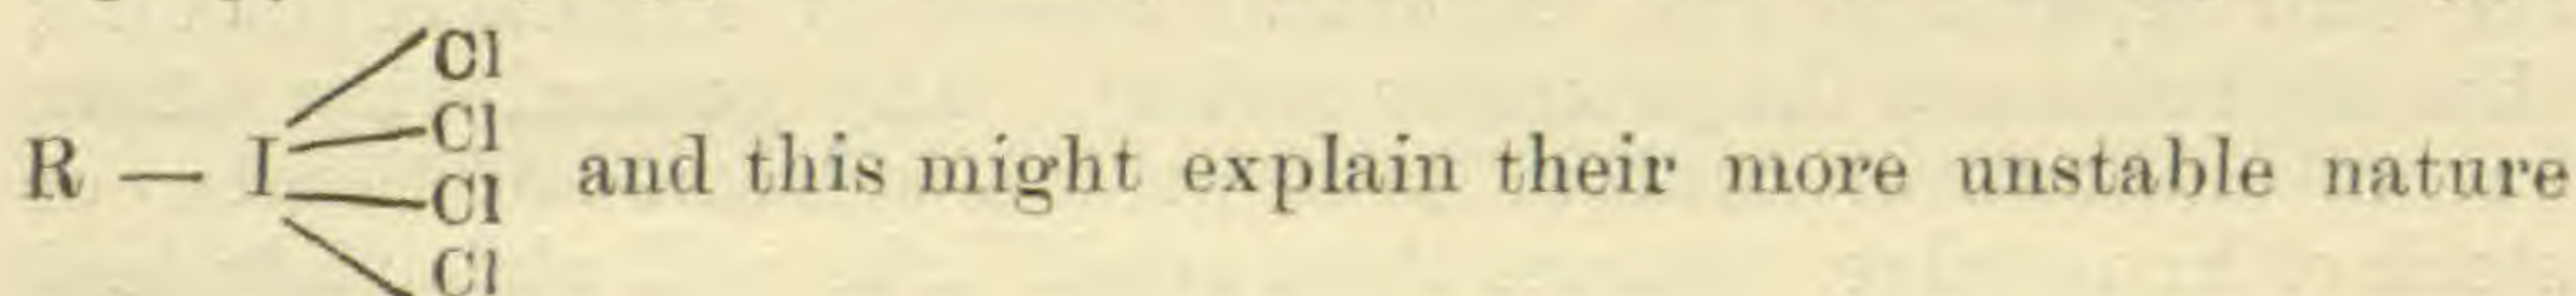 Cl
Cl
R — I Cl and this might explain their more unstable nature
Cl